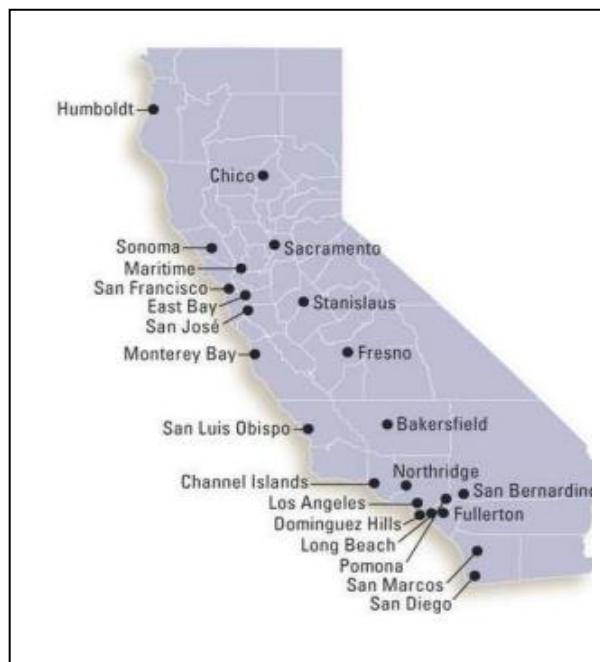 Humboldt
Chico
Sonoma
Sacramento
Maritime
San Francisco
East Bay
Stanislaus
San José
Monterey Bay
Fresno
San Luis Obispo
Bakersfield
Channel Islands
Northridge
San Bernardino
Los Angeles
Dominguez Hills
Fullerton
Long Beach
Pomona
San Marcos
San Diego